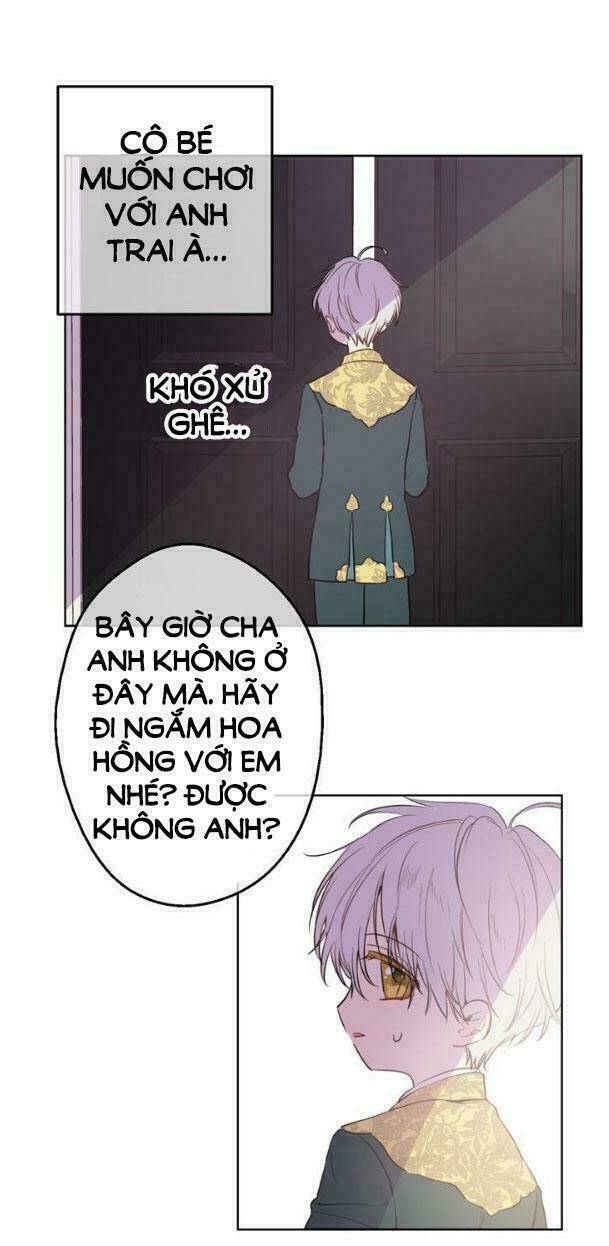 CÔ BÉ
MUỐN CHƠI
VỚI ANH
TRAI À...
KHÓ XỬ
GHÊ...
BÂY GIỜ CHA
ANH KHÔNG Ở
ĐÂY MÀ. HÃY
ĐI NGẮM HOA
HỒNG VỚI EM
NHÉ? ĐƯỢC
KHÔNG ANH?